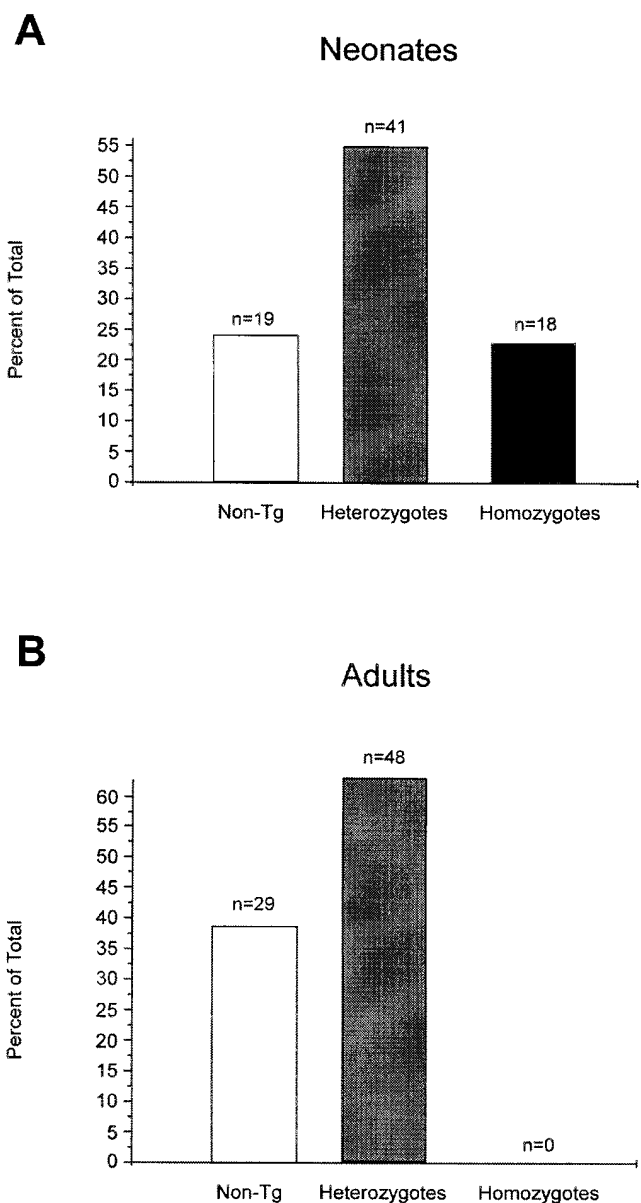 A
Neonates
Percent of Total
55
50
45
40
35
30
25
20
15
10
5
0
n=19
n=41
n=18
Non-Tg Heterozygotes Homozygotes
B
Adults
Percent of Total
60
55
50
45
40
35
30
25
20
15
10
5
0
n=29
n=48
n=0
Non-Tg Heterozygotes Homozygotes